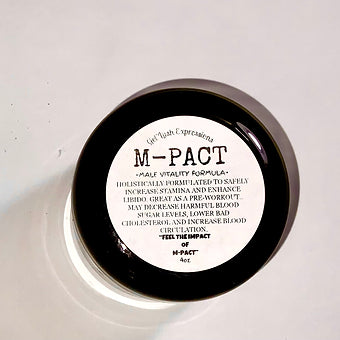 Girl Lush Expressions
M-PACT
-MALE VITALITY FORMULA-
HOLISTICALLY FORMULATED TO SAFELY
INCREASE STAMINA AND ENHANCE
LIBIDO. GREAT AS A PRE-WORKOUT.
MAY DECREASE HARMFUL BLOOD
SUGAR LEVELS, LOWER BAD
CHOLESTEROL AND INCREASE BLOOD
CIRCULATION.
"FEEL THE IMPACT
OF
M-PACT"
4oz.